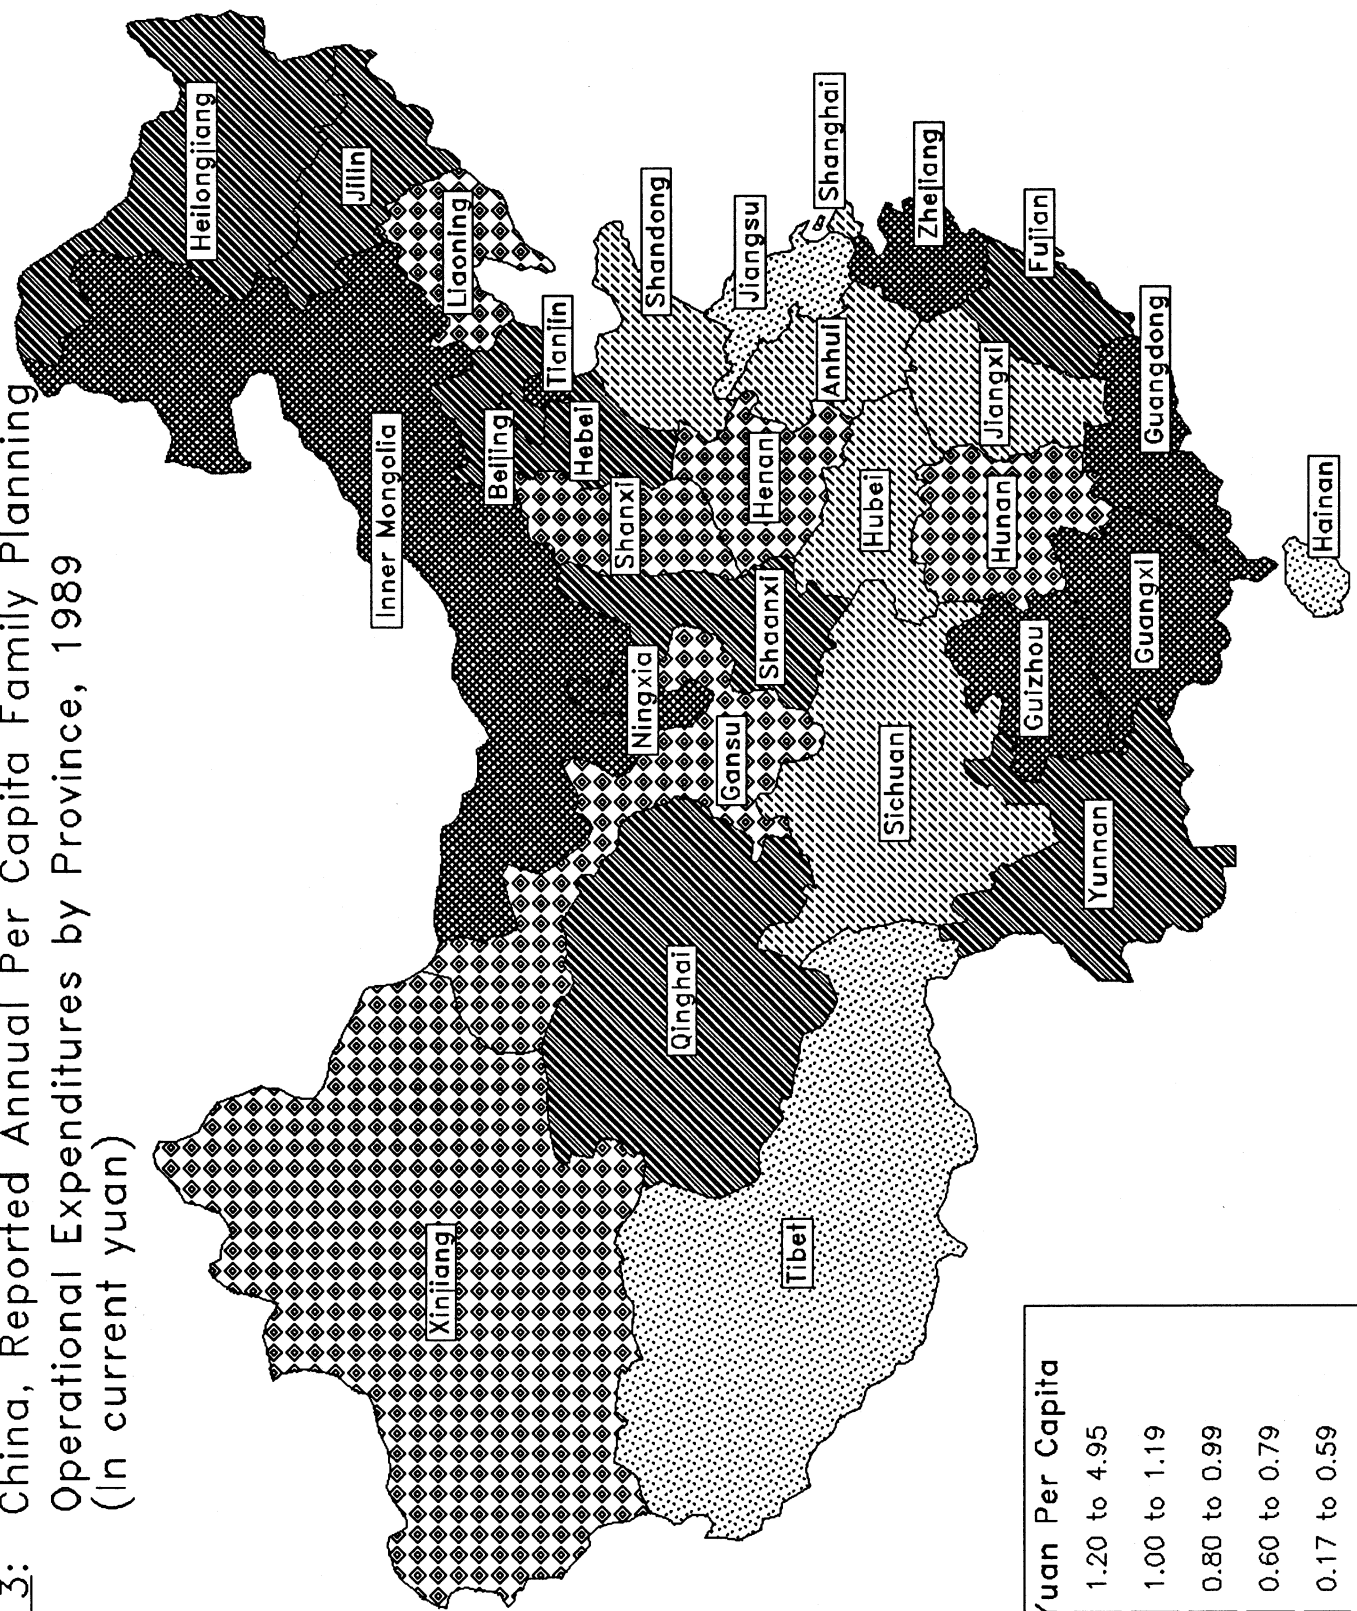 3: China, Reported Annual Per Capita Family Planning
Operational Expenditures by Province, 1989
(In current yuan)
Heilongjiang
Jilin
Liaoning
Inner Mongolia
Beijing
Tianjin
Hebei
Shandong
Shanxi
Jiangsu
Shanghai
Henan
Anhui
Zhejiang
Xinjiang
Ningxia
Gansu
Shaanxi
Hubei
Qinghai
Sichuan
Hunan
Jiangxi
Fujian
Tibet
Guizhou
Guangxi
Guangdong
Yunnan
Hainan
Yuan Per Capita
1.20 to 4.95
1.00 to 1.19
0.80 to 0.99
0.60 to 0.79
0.17 to 0.59